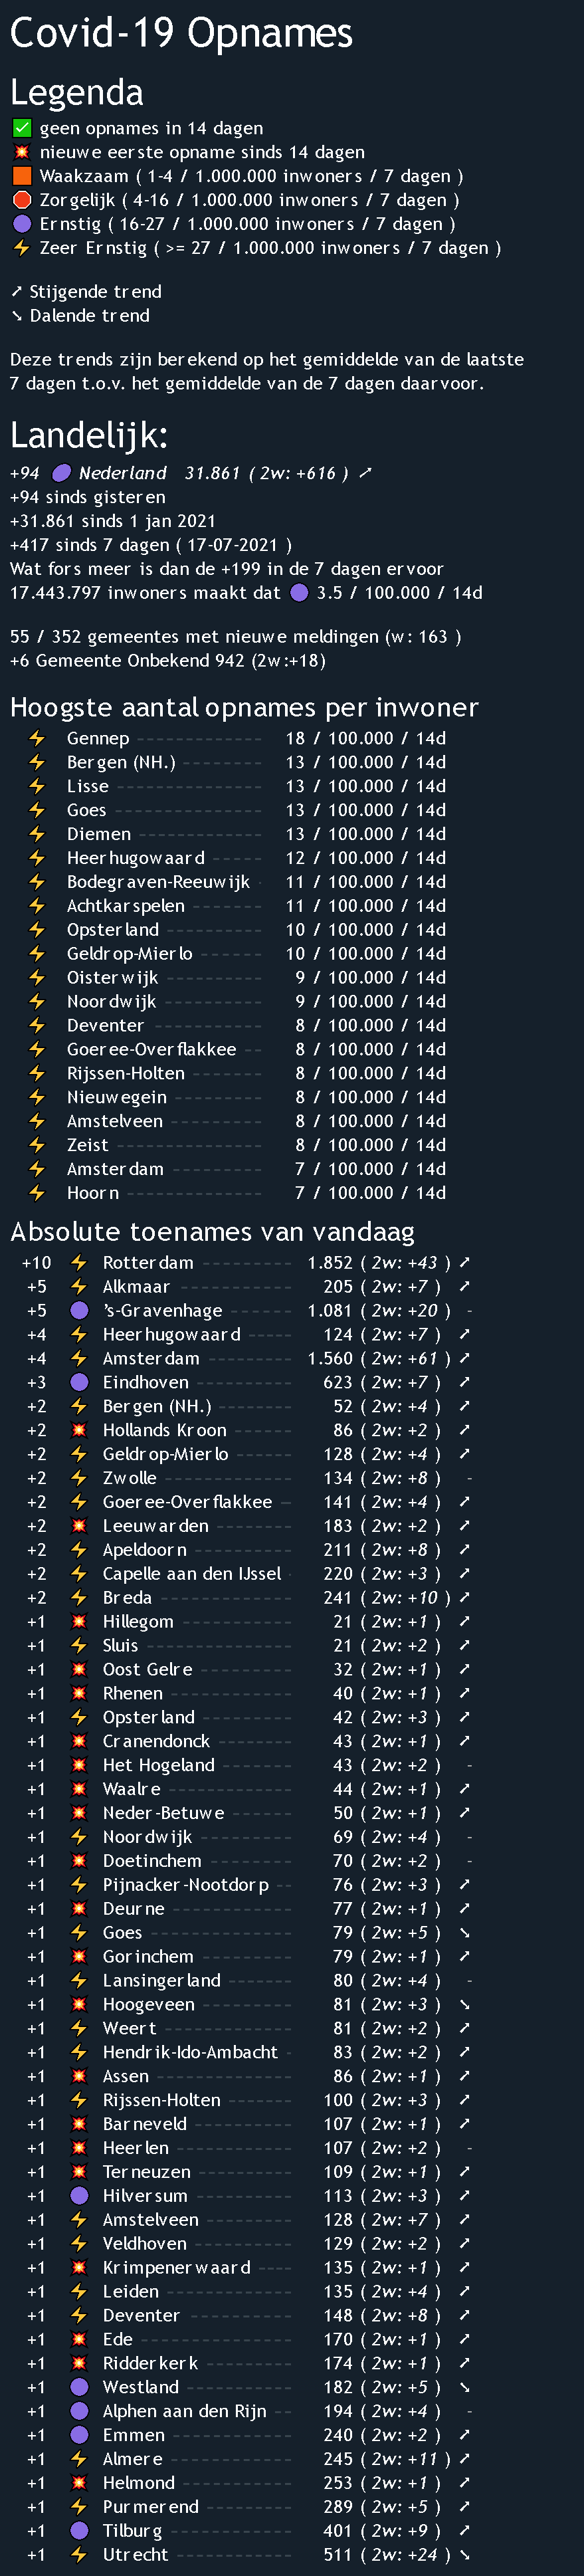 Covid-19 Opnames
Legenda
✅ geen opnames in 14 dagen
💥 nieuwe eerste opname sinds 14 dagen
🟧 Waakzaam ( 1-4 / 1.000.000 inwoners / 7 dagen )
🛑 Zorgelijk ( 4-16 / 1.000.000 inwoners / 7 dagen )
🟣 Ernstig ( 16-27 / 1.000.000 inwoners / 7 dagen )
⚡ Zeer Ernstig ( >= 27 / 1.000.000 inwoners / 7 dagen )
➚ Stijgende trend
➘ Dalende trend
Deze trends zijn berekend op het gemiddelde van de laatste
7 dagen t.o.v. het gemiddelde van de 7 dagen daarvoor.
Landelijk:
+94 🟣 Nederland 31.861 ( 2w: +616 ) ➚
+94 sinds gisteren
+31.861 sinds 1 jan 2021
+417 sinds 7 dagen ( 17-07-2021 )
Wat fors meer is dan de +199 in de 7 dagen ervoor
17.443.797 inwoners maakt dat 🟣 3.5 / 100.000 / 14d
55 / 352 gemeentes met nieuwe meldingen (w: 163 )
+6 Gemeente Onbekend 942 (2w:+18)
Hoogste aantal opnames per inwoner
⚡ Gennep 18 / 100.000 / 14d
⚡ Bergen (NH.) 13 / 100.000 / 14d
⚡ Lisse 13 / 100.000 / 14d
⚡ Goes 13 / 100.000 / 14d
⚡ Diemen 13 / 100.000 / 14d
⚡ Heerhugowaard 12 / 100.000 / 14d
⚡ Bodegraven-Reeuwijk 11 / 100.000 / 14d
⚡ Achtkarspelen 11 / 100.000 / 14d
⚡ Opsterland 10 / 100.000 / 14d
⚡ Geldrop-Mierlo 10 / 100.000 / 14d
⚡ Oisterwijk 9 / 100.000 / 14d
⚡ Noordwijk 9 / 100.000 / 14d
⚡ Deventer 8 / 100.000 / 14d
⚡ Goeree-Overflakkee 8 / 100.000 / 14d
⚡ Rijssen-Holten 8 / 100.000 / 14d
⚡ Nieuwegein 8 / 100.000 / 14d
⚡ Amstelveen 8 / 100.000 / 14d
⚡ Zeist 8 / 100.000 / 14d
⚡ Amsterdam 7 / 100.000 / 14d
⚡ Hoorn 7 / 100.000 / 14d
Absolute toenames van vandaag
+10 ⚡ Rotterdam 1.852 ( 2w: +43 ) ➚
+5 ⚡ Alkmaar 205 ( 2w: +7 ) ➚
+5 🟣 's-Gravenhage 1.081 ( 2w: +20 ) -
+4 ⚡ Heerhugowaard 124 ( 2w: +7 ) ➚
+4 ⚡ Amsterdam 1.560 ( 2w: +61 ) ➚
+3 🟣 Eindhoven 623 ( 2w: +7 ) ➚
+2 ⚡ Bergen (NH.) 52 ( 2w: +4 ) ➚
+2 💥 Hollands Kroon 86 ( 2w: +2 ) ➚
+2 ⚡ Geldrop-Mierlo 128 ( 2w: +4 ) ➚
+2 ⚡ Zwolle 134 ( 2w: +8 ) -
+2 ⚡ Goeree-Overflakkee 141 ( 2w: +4 ) ➚
+2 💥 Leeuwarden 183 ( 2w: +2 ) ➚
+2 ⚡ Apeldoorn 211 ( 2w: +8 ) ➚
+2 ⚡ Capelle aan den IJssel 220 ( 2w: +3 ) ➚
+2 ⚡ Breda 241 ( 2w: +10 ) ➚
+1 💥 Hillegom 21 ( 2w: +1 ) ➚
+1 ⚡ Sluis 21 ( 2w: +2 ) ➚
+1 💥 Oost Gelre 32 ( 2w: +1 ) ➚
+1 💥 Rhenen 40 ( 2w: +1 ) ➚
+1 ⚡ Opsterland 42 ( 2w: +3 ) ➚
+1 💥 Cranendonck 43 ( 2w: +1 ) ➚
+1 💥 Het Hogeland 43 ( 2w: +2 ) -
+1 💥 Waalre 44 ( 2w: +1 ) ➚
+1 💥 Neder-Betuwe 50 ( 2w: +1 ) ➚
+1 ⚡ Noordwijk 69 ( 2w: +4 ) -
+1 💥 Doetinchem 70 ( 2w: +2 ) -
+1 ⚡ Pijnacker-Nootdorp 76 ( 2w: +3 ) ➚
+1 💥 Deurne 77 ( 2w: +1 ) ➚
+1 ⚡ Goes 79 ( 2w: +5 ) ➘
+1 💥 Gorinchem 79 ( 2w: +1 ) ➚
+1 ⚡ Lansingerland 80 ( 2w: +4 ) -
+1 💥 Hoogeveen 81 ( 2w: +3 ) ➘
+1 ⚡ Weert 81 ( 2w: +2 ) ➚
+1 ⚡ Hendrik-Ido-Ambacht 83 ( 2w: +2 ) ➚
+1 💥 Assen 86 ( 2w: +1 ) ➚
+1 ⚡ Rijssen-Holten 100 ( 2w: +3 ) ➚
+1 💥 Barneveld 107 ( 2w: +1 ) ➚
+1 💥 Heerlen 107 ( 2w: +2 ) -
+1 💥 Terneuzen 109 ( 2w: +1 ) ➚
+1 🟣 Hilversum 113 ( 2w: +3 ) ➚
+1 ⚡ Amstelveen 128 ( 2w: +7 ) ➚
+1 ⚡ Veldhoven 129 ( 2w: +2 ) ➚
+1 💥 Krimpenerwaard 135 ( 2w: +1 ) ➚
+1 ⚡ Leiden 135 ( 2w: +4 ) ➚
+1 ⚡ Deventer 148 ( 2w: +8 ) ➚
+1 💥 Ede 170 ( 2w: +1 ) ➚
+1 💥 Ridderkerk 174 ( 2w: +1 ) ➚
+1 🟣 Westland 182 ( 2w: +5 ) ➘
+1 🟣 Alphen aan den Rijn 194 ( 2w: +4 ) -
+1 🟣 Emmen 240 ( 2w: +2 ) ➚
+1 ⚡ Almere 245 ( 2w: +11 ) ➚
+1 💥 Helmond 253 ( 2w: +1 ) ➚
+1 ⚡ Purmerend 289 ( 2w: +5 ) ➚
+1 🟣 Tilburg 401 ( 2w: +9 ) ➚
+1 ⚡ Utrecht 511 ( 2w: +24 ) ➘